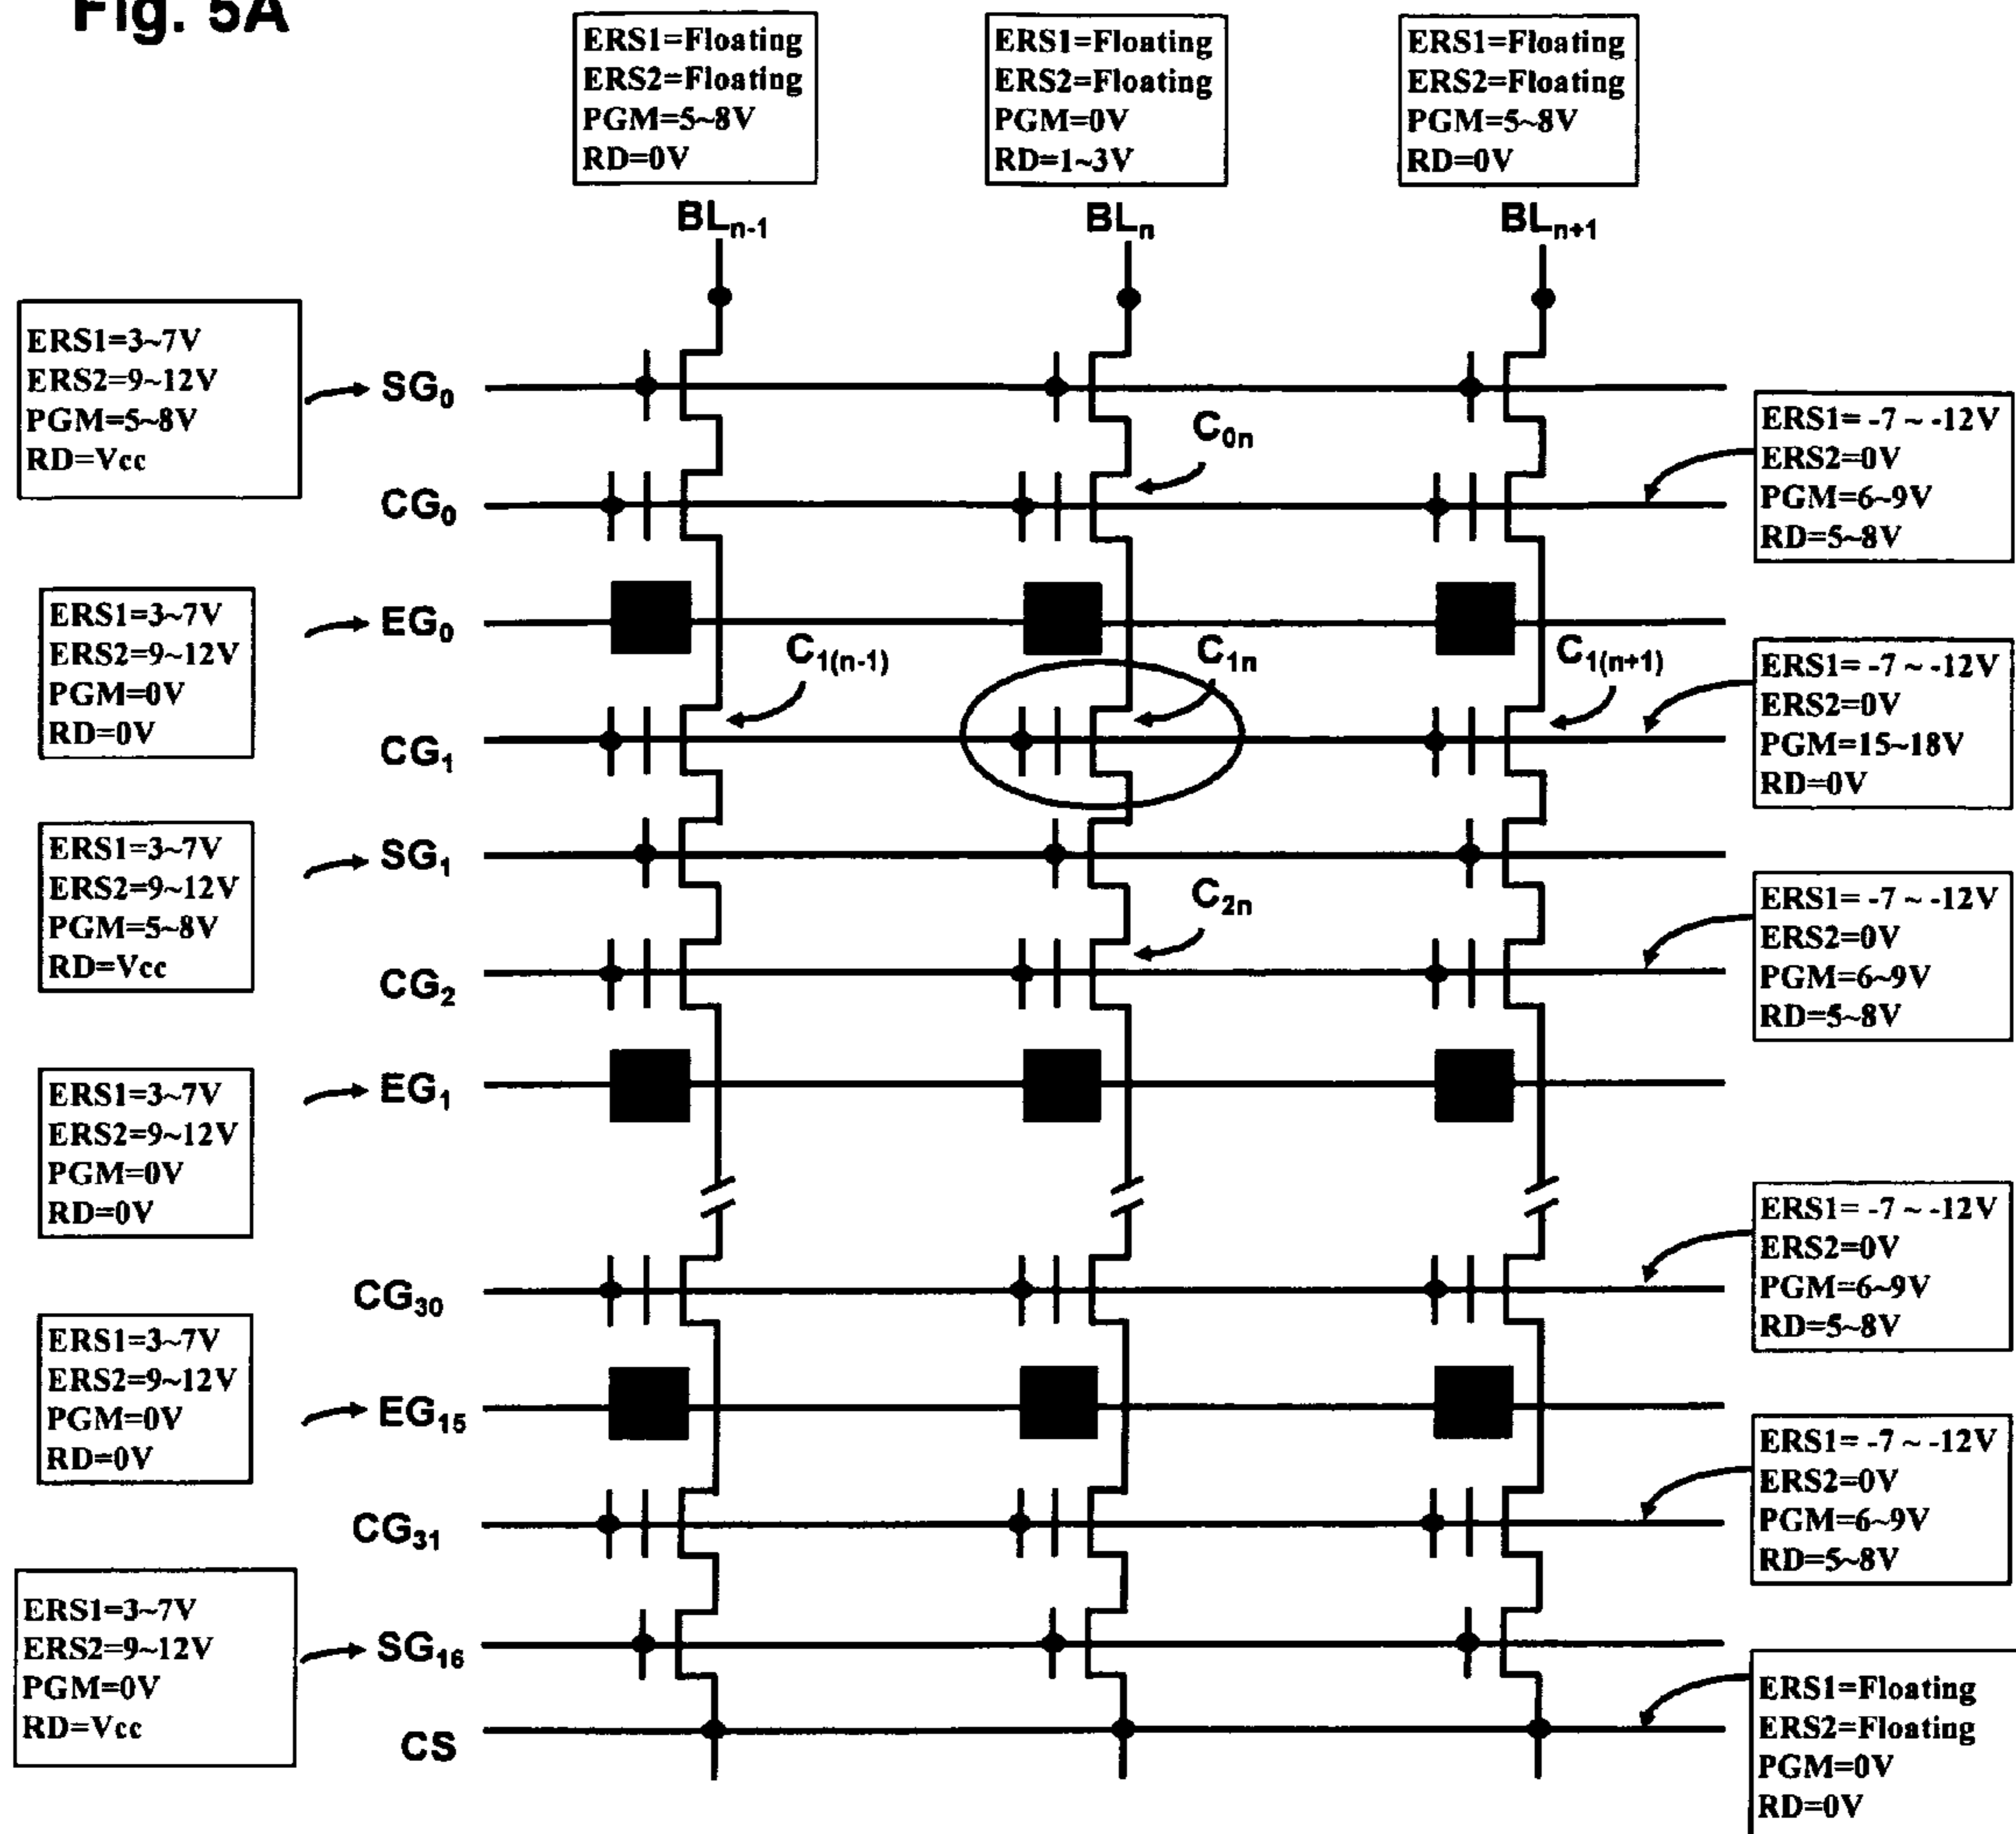 Fig. 5A
ERS1=Floating
ERS2=Floating
PGM=5~8V
RD=0V
ERS1=Floating
ERS2=Floating
PGM=0V
RD=1~3V
ERS1=Floating
ERS2=Floating
PGM=5~8V
RD=0V
BLn-1
BLn
BLn+1
ERS1=3~7V
ERS2=9~12V
PGM=5~8V
RD=Vcc
SG0
C0n
ERS1= -7 ~ -12V
ERS2=0V
PGM=6~9V
RD=5~8V
CG0
ERS1=3~7V
ERS2=9~12V
PGM=0V
RD=0V
EG0
C1(n-1)
C1n
C1(n+1)
ERS1= -7 ~ -12V
ERS2=0V
PGM=15~18V
RD=0V
CG1
ERS1=3~7V
ERS2=9~12V
PGM=5~8V
RD=Vcc
SG1
C2n
ERS1= -7 ~ -12V
ERS2=0V
PGM=6~9V
RD=5~8V
CG2
ERS1=3~7V
ERS2=9~12V
PGM=0V
RD=0V
EG1
ERS1= -7 ~ -12V
ERS2=0V
PGM=6~9V
RD=5~8V
CG30
ERS1=3~7V
ERS2=9~12V
PGM=0V
RD=0V
EG15
ERS1= -7 ~ -12V
ERS2=0V
PGM=6~9V
RD=5~8V
CG31
ERS1=3~7V
ERS2=9~12V
PGM=0V
RD=Vcc
SG16
ERS1=Floating
ERS2=Floating
PGM=0V
RD=0V
CS